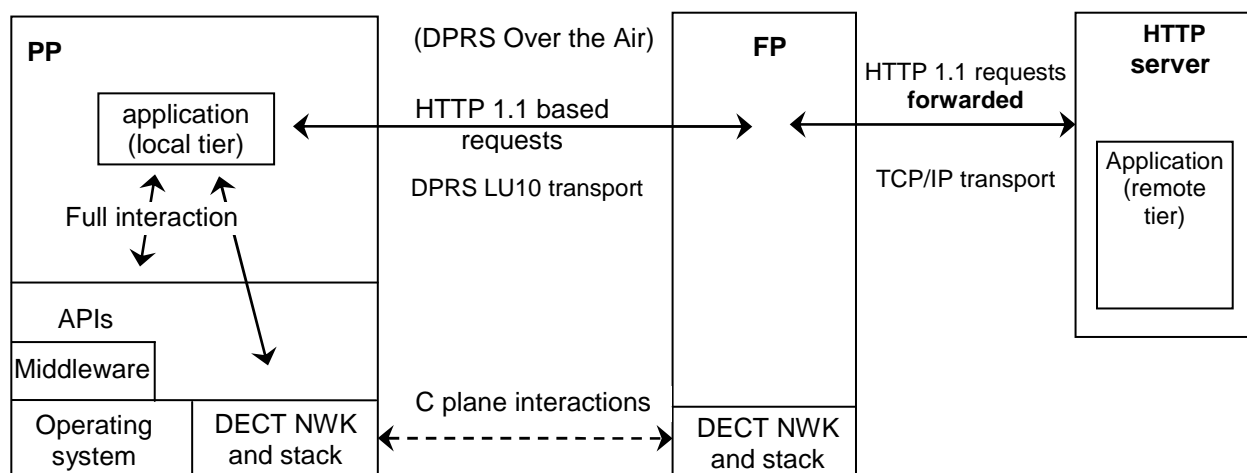 PP
application
(local tier)
Full interaction
APIs
Middleware
Operating
system
DECT NWK
and stack
(DPRS Over the Air)
HTTP 1.1 based
requests
DPRS LU10 transport
C plane interactions
FP
DECT NWK
and stack
HTTP 1.1 requests
forwarded
TCP/IP transport
HTTP
server
Application
(remote
tier)